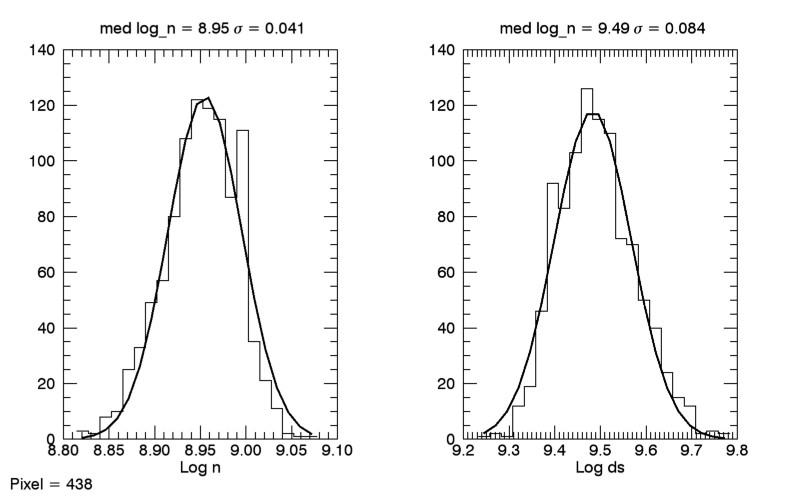 med log_n = 8.95 σ = 0.041
med log_n = 9.49 σ = 0.084
140
120
100
80
60
40
20
0
8.80 8.85 8.90 8.95 9.00 9.05 9.10
Log n
140
120
100
80
60
40
20
0
9.2 9.3 9.4 9.5 9.6 9.7 9.8
Log ds
Pixel = 438